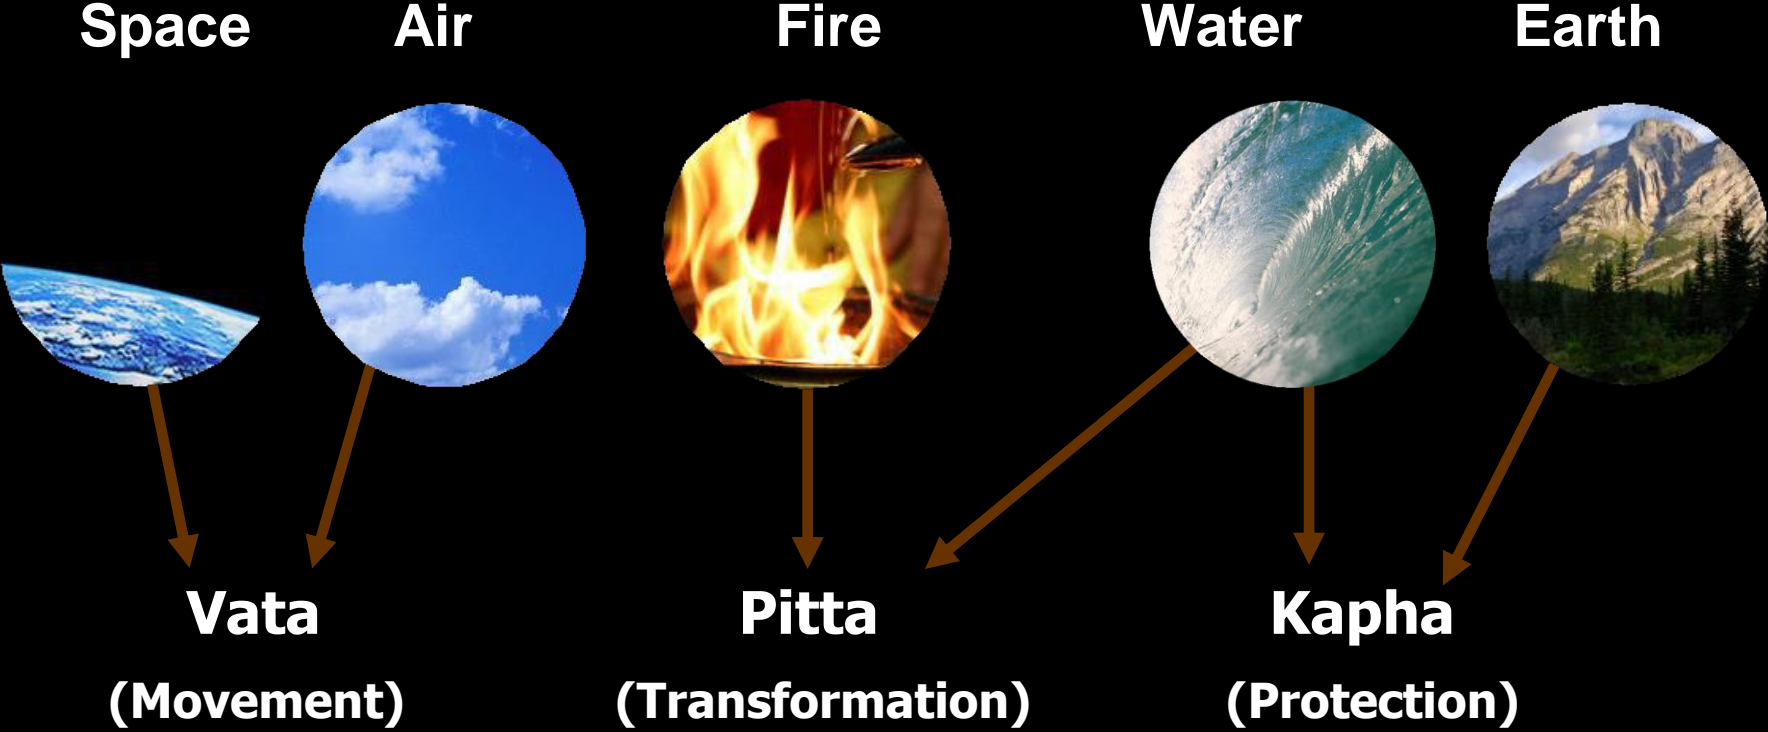 Space Air Fire Water Earth
Vata Pitta Kapha
(Movement) (Transformation) (Protection)